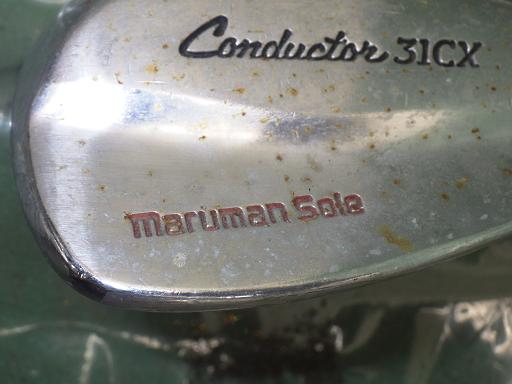 Conductor 31CX
maruman Sole